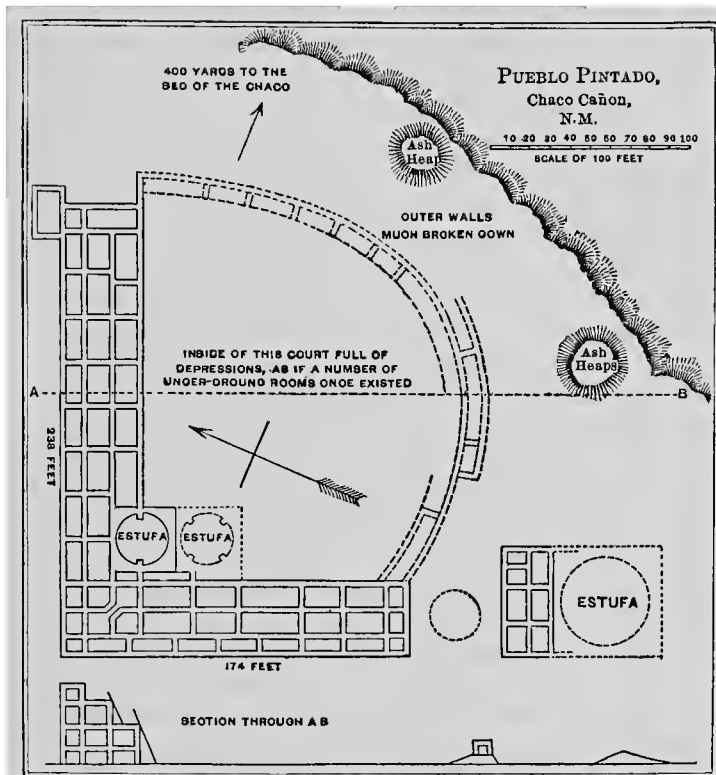 400 YARDS TO THE
BED OF THE CHACO
PUEBLO PINTADO,
Chaco Cañon,
N.M.
10 20 30 40 50 60 70 80 90 100
SCALE OF 100 FEET
Ash
Heap
OUTER WALLS
MUCH BROKEN DOWN
INSIDE OF THIS COURT FULL OF
DEPRESSIONS, AS IF A NUMBER OF
UNDER-GROUND ROOMS ONCE EXISTED
Ash
Heaps
A
B
238 FEET
ESTUFA
ESTUFA
ESTUFA
174 FEET
SECTION THROUGH A B